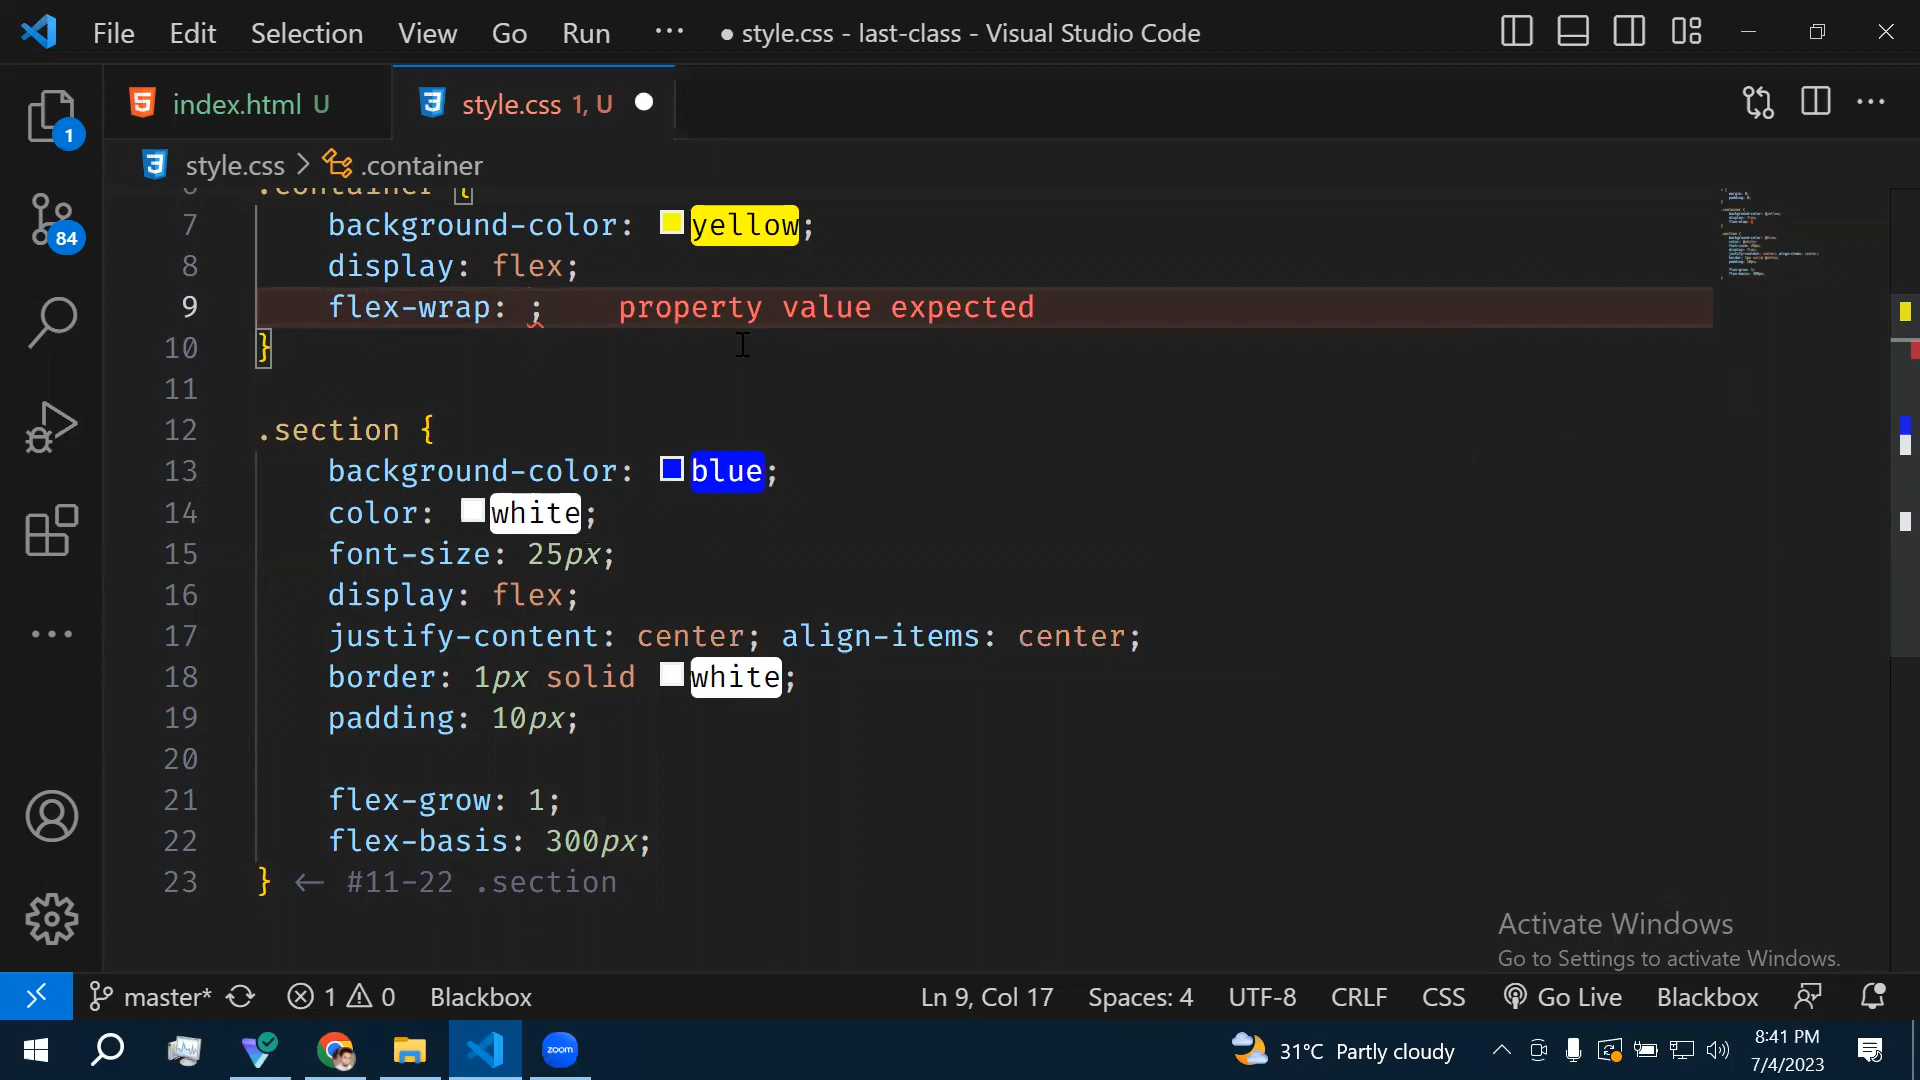 File Edit Selection View Go Run ··· ● style.css - last-class - Visual Studio Code
index.html U style.css 1, U
style.css > .container
6 .container {
7 background-color: yellow;
8 display: flex;
9 flex-wrap: ; property value expected
10 }
11
12 .section {
13 background-color: blue;
14 color: white;
15 font-size: 25px;
16 display: flex;
17 justify-content: center; align-items: center;
18 border: 1px solid white;
19 padding: 10px;
20
21 flex-grow: 1;
22 flex-basis: 300px;
23 } <- #11-22 .section
1
84
Activate Windows
Go to Settings to activate Windows.
master* 1 0 Blackbox Ln 9, Col 17 Spaces: 4 UTF-8 CRLF CSS Go Live Blackbox
zoom 31°C Partly cloudy 8:41 PM
7/4/2023